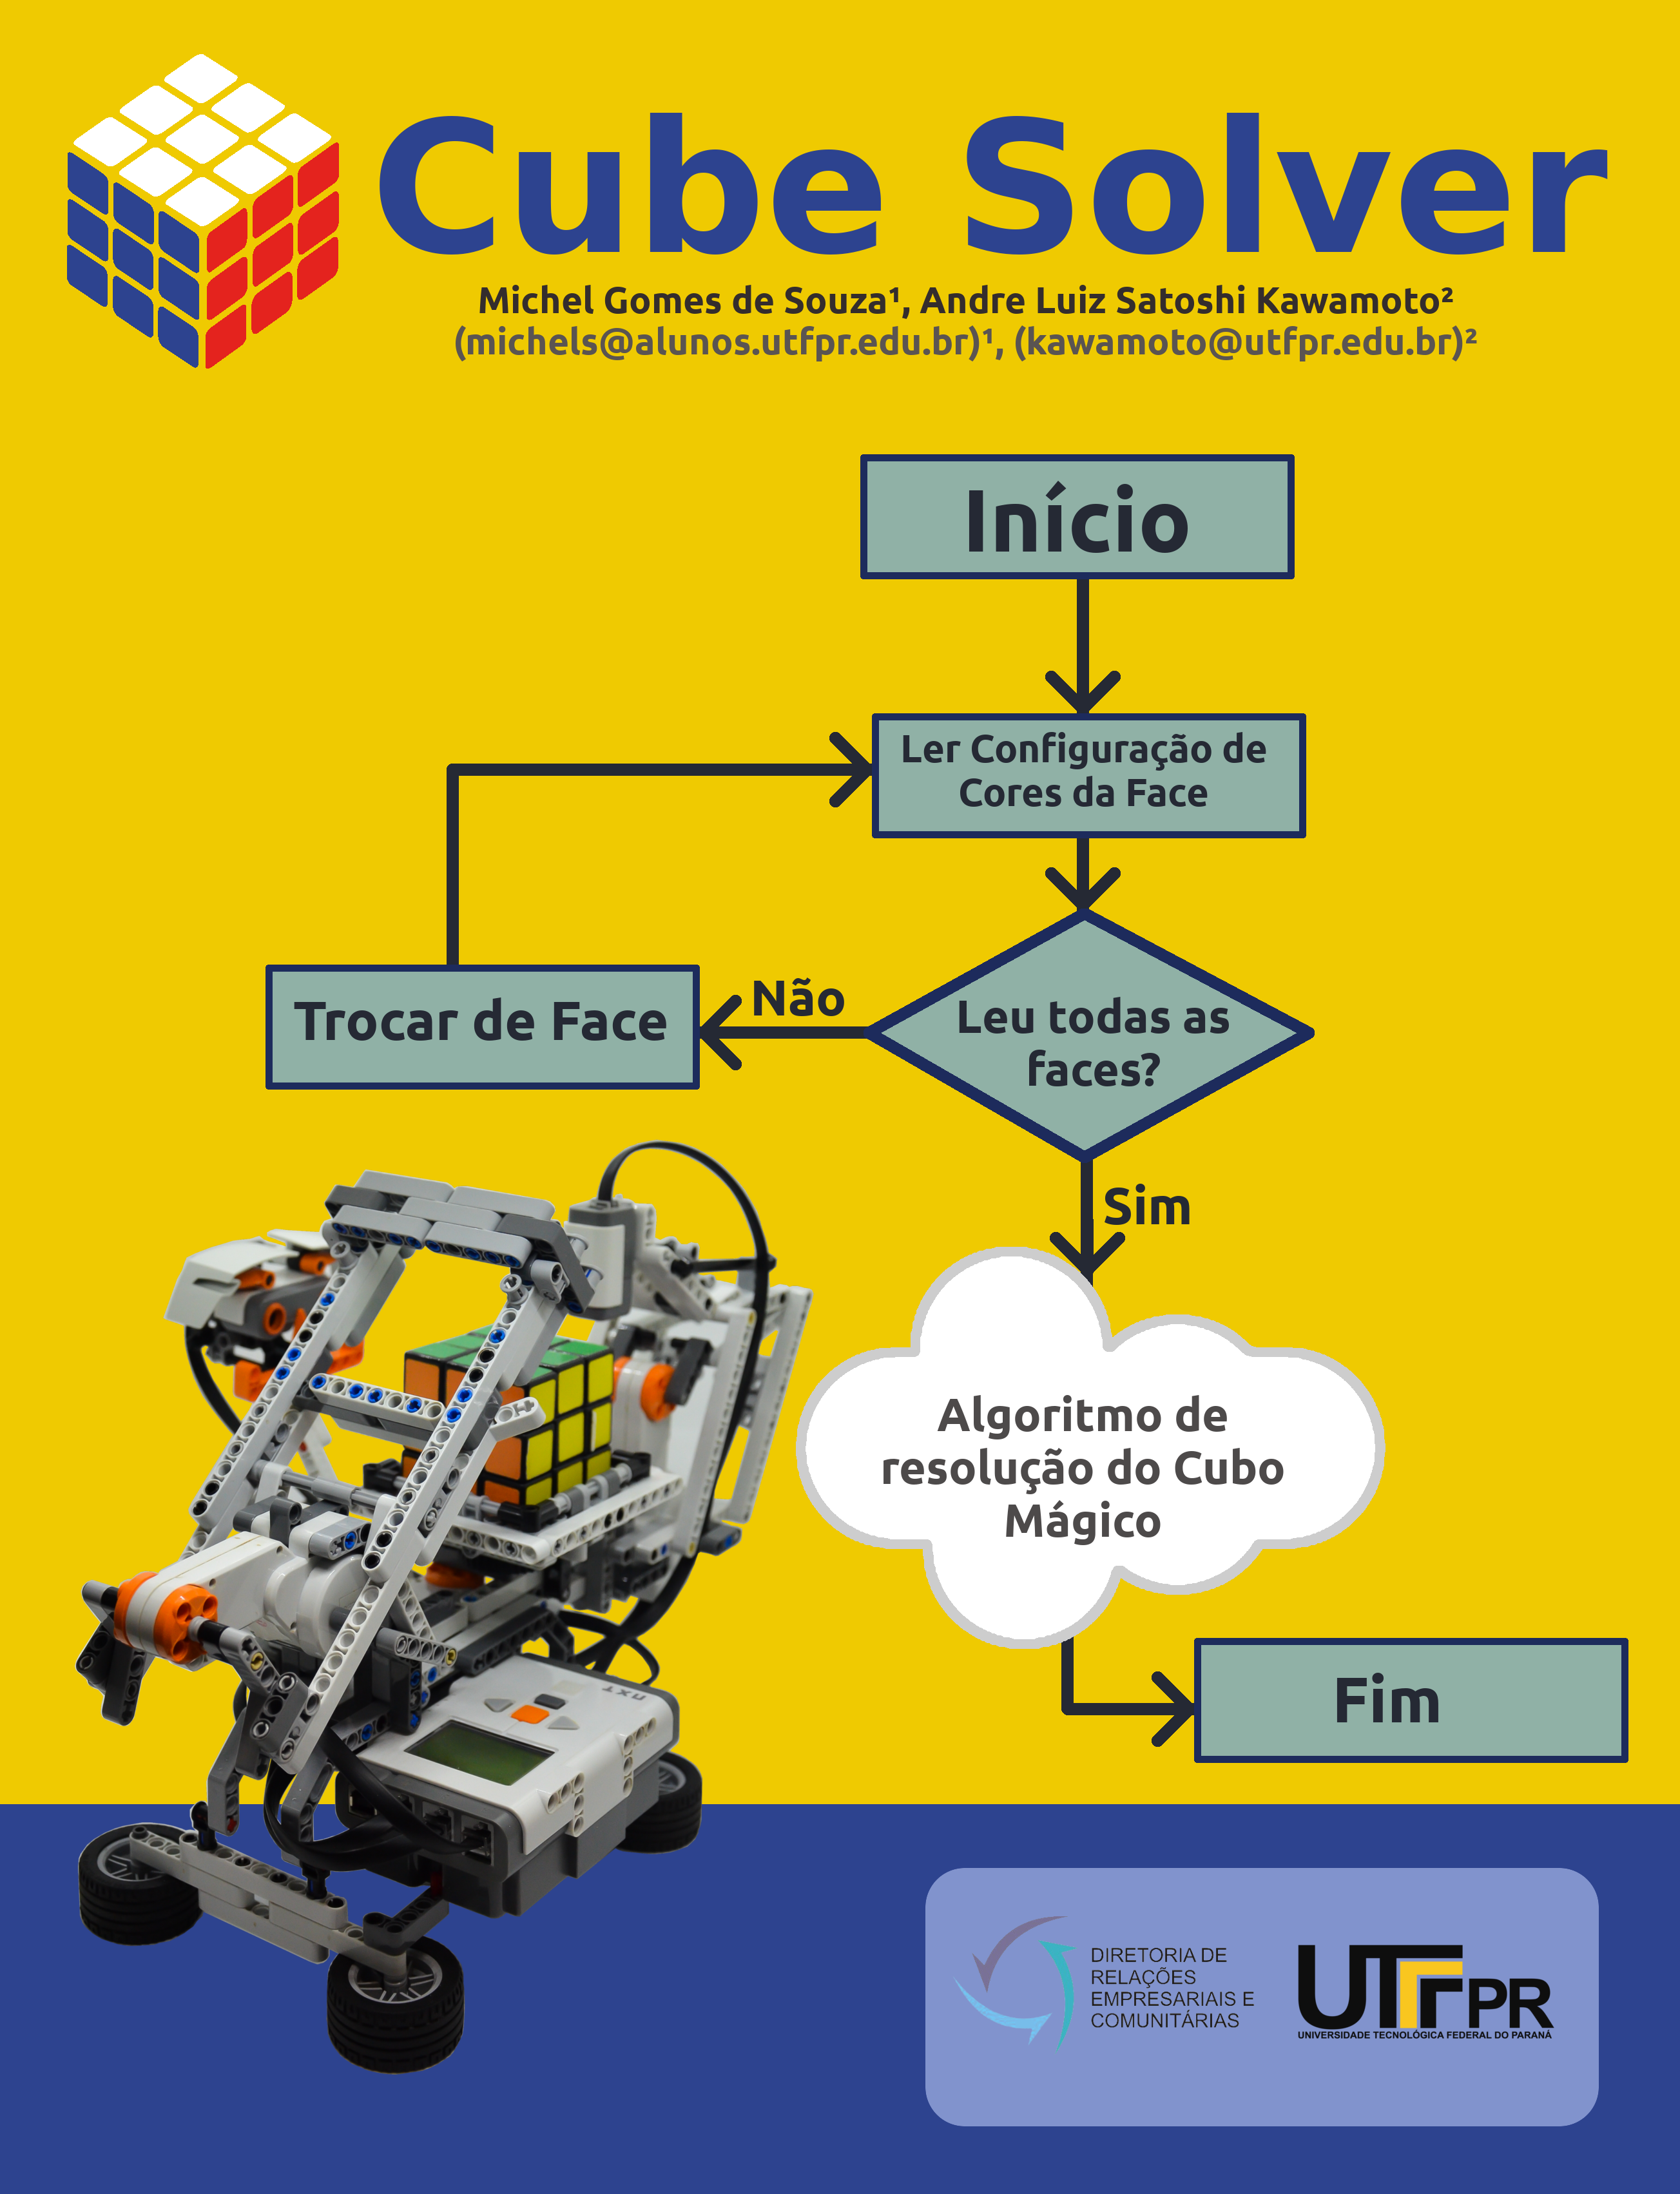 Cube Solver
Michel Gomes de Souza¹, Andre Luiz Satoshi Kawamoto²
(michels@alunos.utfpr.edu.br)¹, (kawamoto@utfpr.edu.br)²
Início
Ler Configuração de
Cores da Face
Leu todas as
faces?
Não
Trocar de Face
Sim
Algoritmo de
resolução do Cubo
Mágico
Fim
NXT
DIRETORIA DE
RELAÇÕES
EMPRESARIAIS E
COMUNITÁRIAS
UTFPR
UNIVERSIDADE TECNOLÓGICA FEDERAL DO PARANÁ